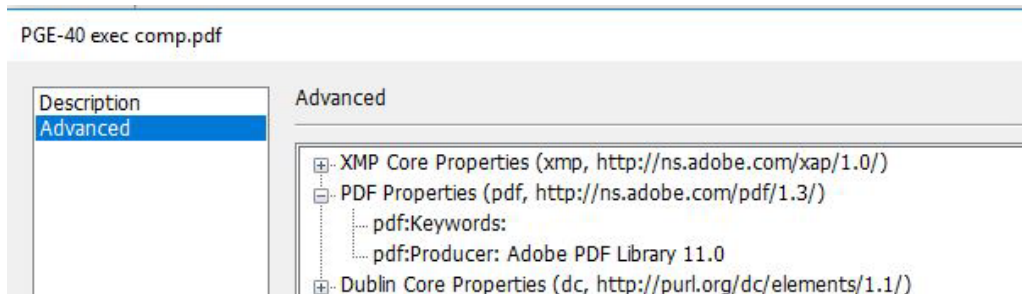 PGE-40 exec comp.pdf
Description
Advanced
Advanced
XMP Core Properties (xmp, http://ns.adobe.com/xap/1.0/)
PDF Properties (pdf, http://ns.adobe.com/pdf/1.3/)
pdf:Keywords:
pdf:Producer: Adobe PDF Library 11.0
Dublin Core Properties (dc, http://purl.org/dc/elements/1.1/)